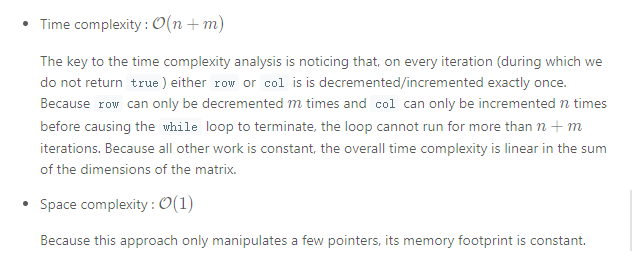 • Time complexity : O(n + m)
The key to the time complexity analysis is noticing that, on every iteration (during which we
do not return true ) either row or col is is decremented/incremented exactly once.
Because row can only be decremented m times and col can only be incremented n times
before causing the while loop to terminate, the loop cannot run for more than n + m
iterations. Because all other work is constant, the overall time complexity is linear in the sum
of the dimensions of the matrix.
• Space complexity : O(1)
Because this approach only manipulates a few pointers, its memory footprint is constant.